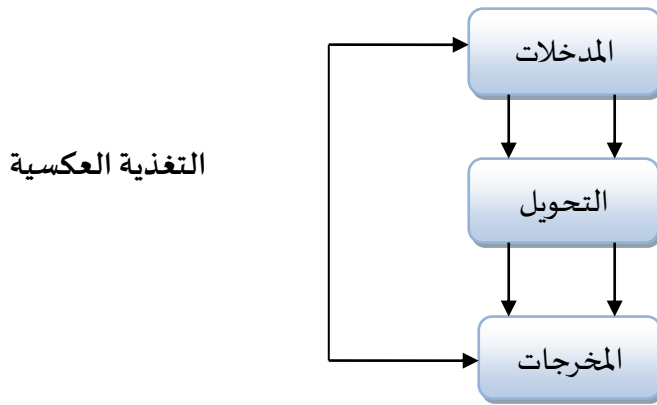 المدخلات
التغذية العكسية
التحويل
المخرجات